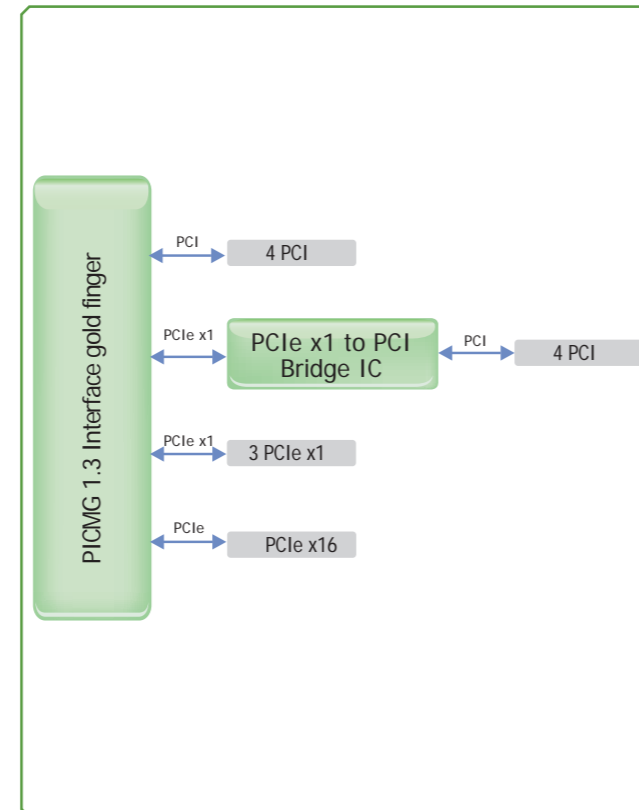 PICMG 1.3 Interface gold finger
PCI
4 PCI
PCIe x1
PCIe x1 to PCI
Bridge IC
PCI
4 PCI
PCIe x1
3 PCIe x1
PCIe
PCIe x16